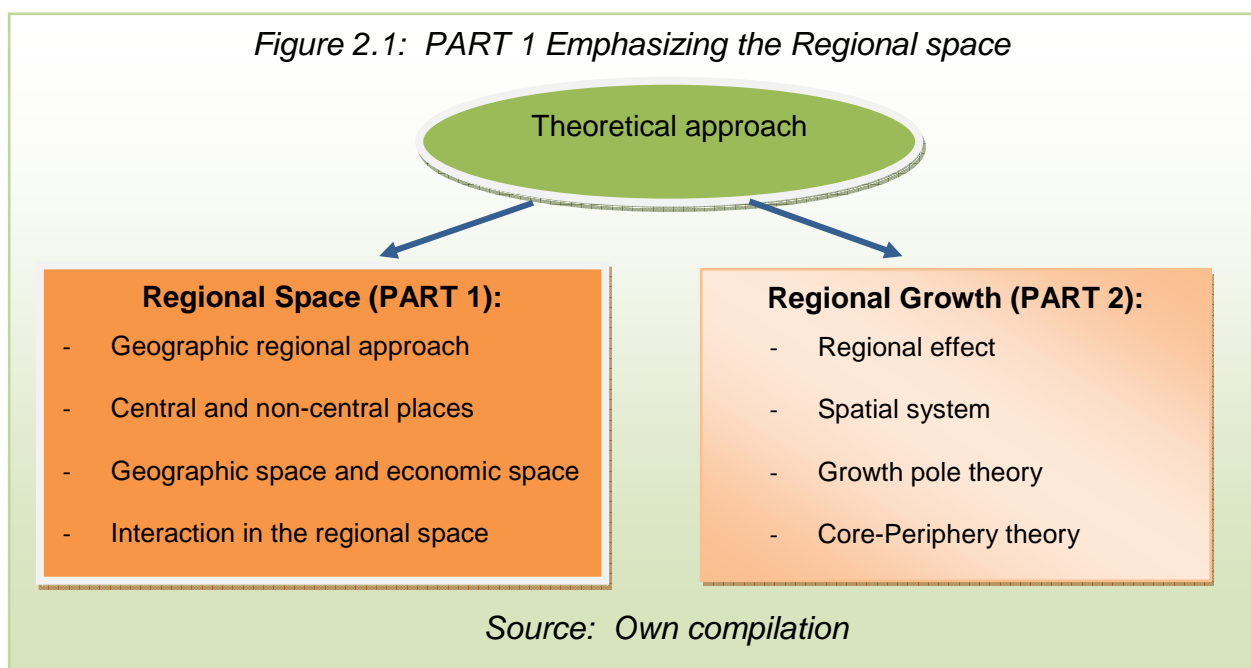 Figure 2.1: PART 1 Emphasizing the Regional space
Theoretical approach
Regional Space (PART 1):
- Geographic regional approach
- Central and non-central places
- Geographic space and economic space
- Interaction in the regional space
Regional Growth (PART 2):
- Regional effect
- Spatial system
- Growth pole theory
- Core-Periphery theory
Source: Own compilation